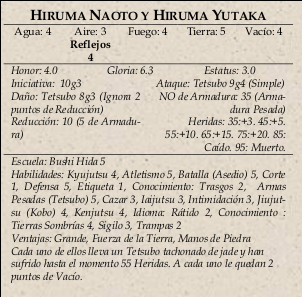 HIRUMA NAOTO Y HIRUMA YUTAKA
Agua: 4 Aire: 3 Fuego: 4 Tierra: 5 Vacío: 4
Reflejos
4
Honor: 4.0 Gloria: 6.3 Estatus: 3.0
Iniciativa: 10g3 Ataque: Tetsubo 9g4 (Simple)
Daño: Tetsubo 8g3 (Ignora 2 NO de Armadura: 35 (Arma-
puntos de Reducción) dura Pesada)
Reducción: 10 (5 de Armadu- Heridas: 35:+3. 45:+5.
ra) 55:+10. 65:+15. 75:+20. 85:
Caído. 95: Muerto.
Escuela: Bushi Hida 5
Habilidades: Kyujutsu 4, Atletismo 5, Batalla (Asedio) 5, Corte
1, Defensa 5, Etiqueta 1, Conocimiento: Trasgos 2, Armas
Pesadas (Tetsubo) 5, Cazar 3, Iaijutsu 3, Intimidación 3, Jiujut-
su (Kobo) 4, Kenjutsu 4, Idioma: Rátido 2, Conocimiento :
Tierras Sombrías 4, Sigilo 3, Trampas 2
Ventajas: Grande, Fuerza de la Tierra, Manos de Piedra
Cada uno de ellos lleva un Tetsubo tachonado de jade y han
sufrido hasta el momento 55 Heridas. A cada uno le quedan 2
puntos de Vacío.